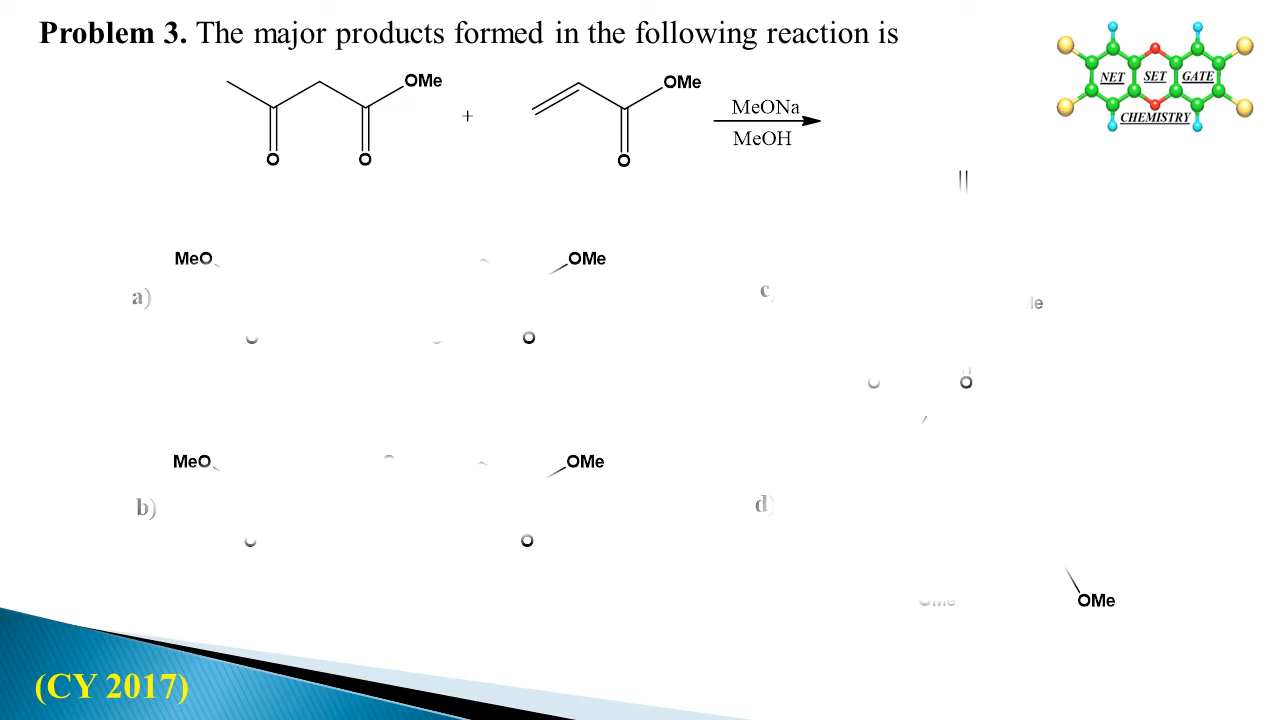 Problem 3. The major products formed in the following reaction is
OMe
OMe
O
O
+
O
MeONa
MeOH
NET SET GATE
CHEMISTRY
MeO
OMe
a)
O
c)
O
MeO
OMe
b)
O
d)
OMe
OMe
(CY 2017)